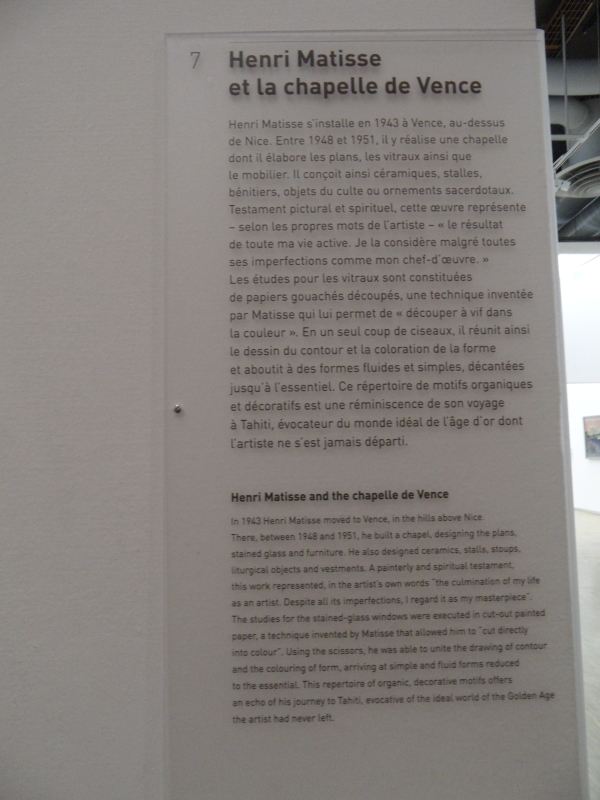 7
Henri Matisse
et la chapelle de Vence
Henri Matisse s'installe en 1943 à Vence, au-dessus
de Nice. Entre 1948 et 1951, il y réalise une chapelle
dont il élabore les plans, les vitraux ainsi que
le mobilier. Il conçoit ainsi céramiques, stalles,
bénitiers, objets du culte ou ornements sacerdotaux.
Testament pictural et spirituel, cette œuvre représente
– selon les propres mots de l'artiste – « le résultat
de toute ma vie active. Je la considère malgré toutes
ses imperfections comme mon chef-d'œuvre. »
Les études pour les vitraux sont constituées
de papiers gouachés découpés, une technique inventée
par Matisse qui lui permet de « découper à vif dans
la couleur ». En un seul coup de ciseaux, il réunit ainsi
le dessin du contour et la coloration de la forme
et aboutit à des formes fluides et simples, décantées
jusqu'à l'essentiel. Ce répertoire de motifs organiques
et décoratifs est une réminiscence de son voyage
à Tahiti, évocateur du monde idéal de l'âge d'or dont
l'artiste ne s'est jamais départi.
Henri Matisse and the chapelle de Vence
In 1943 Henri Matisse moved to Vence, in the hills above Nice.
There, between 1948 and 1951, he built a chapel, designing the plans,
stained glass and furniture. He also designed ceramics, stalls, stoups,
liturgical objects and vestments. A painterly and spiritual testament,
this work represented, in the artist's own words "the culmination of my life
as an artist. Despite all its imperfections, I regard it as my masterpiece".
The studies for the stained-glass windows were executed in cut-out painted
paper, a technique invented by Matisse that allowed him to "cut directly
into colour". Using the scissors, he was able to unite the drawing of contour
and the colouring of form, arriving at simple and fluid forms reduced
to the essential. This repertoire of organic, decorative motifs offers
an echo of his journey to Tahiti, evocative of the ideal world of the Golden Age
the artist had never left.